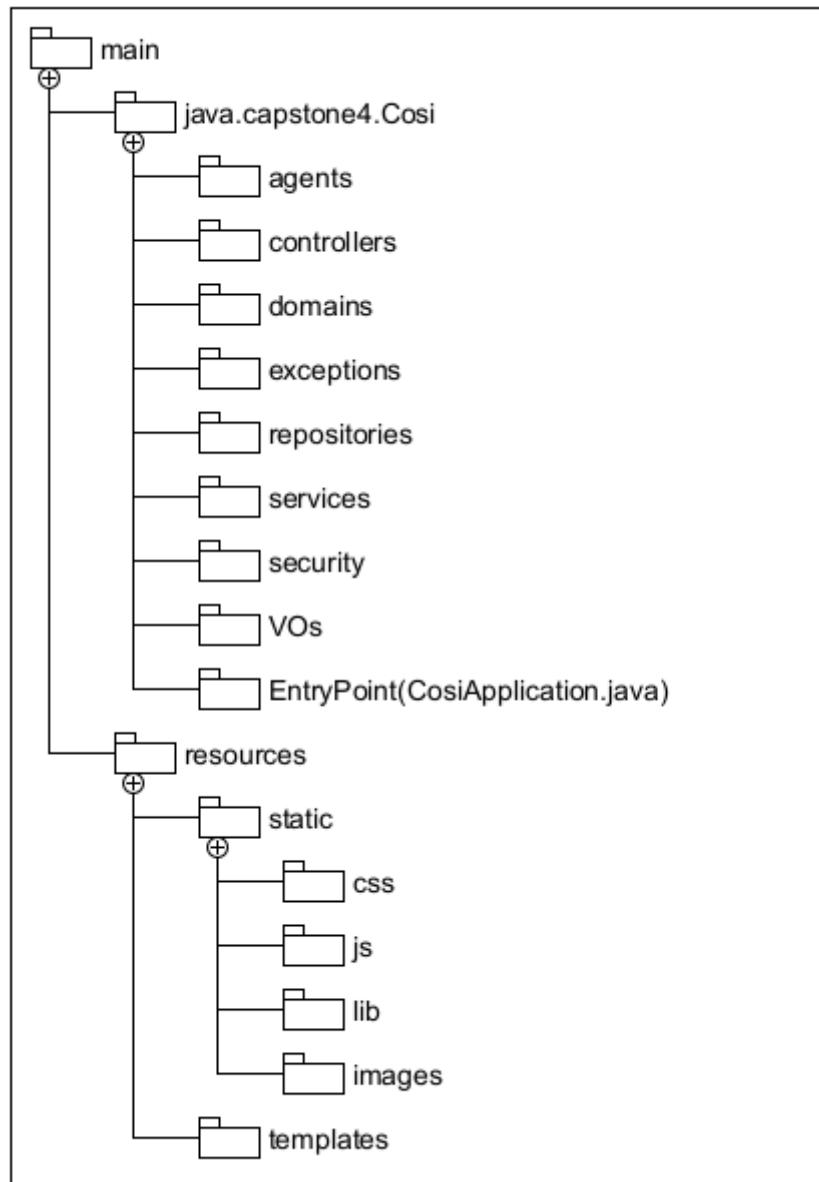 main
java.capstone4.Cosi
agents
controllers
domains
exceptions
repositories
services
security
VOs
EntryPoint(CosiApplication.java)
resources
static
css
js
lib
images
templates